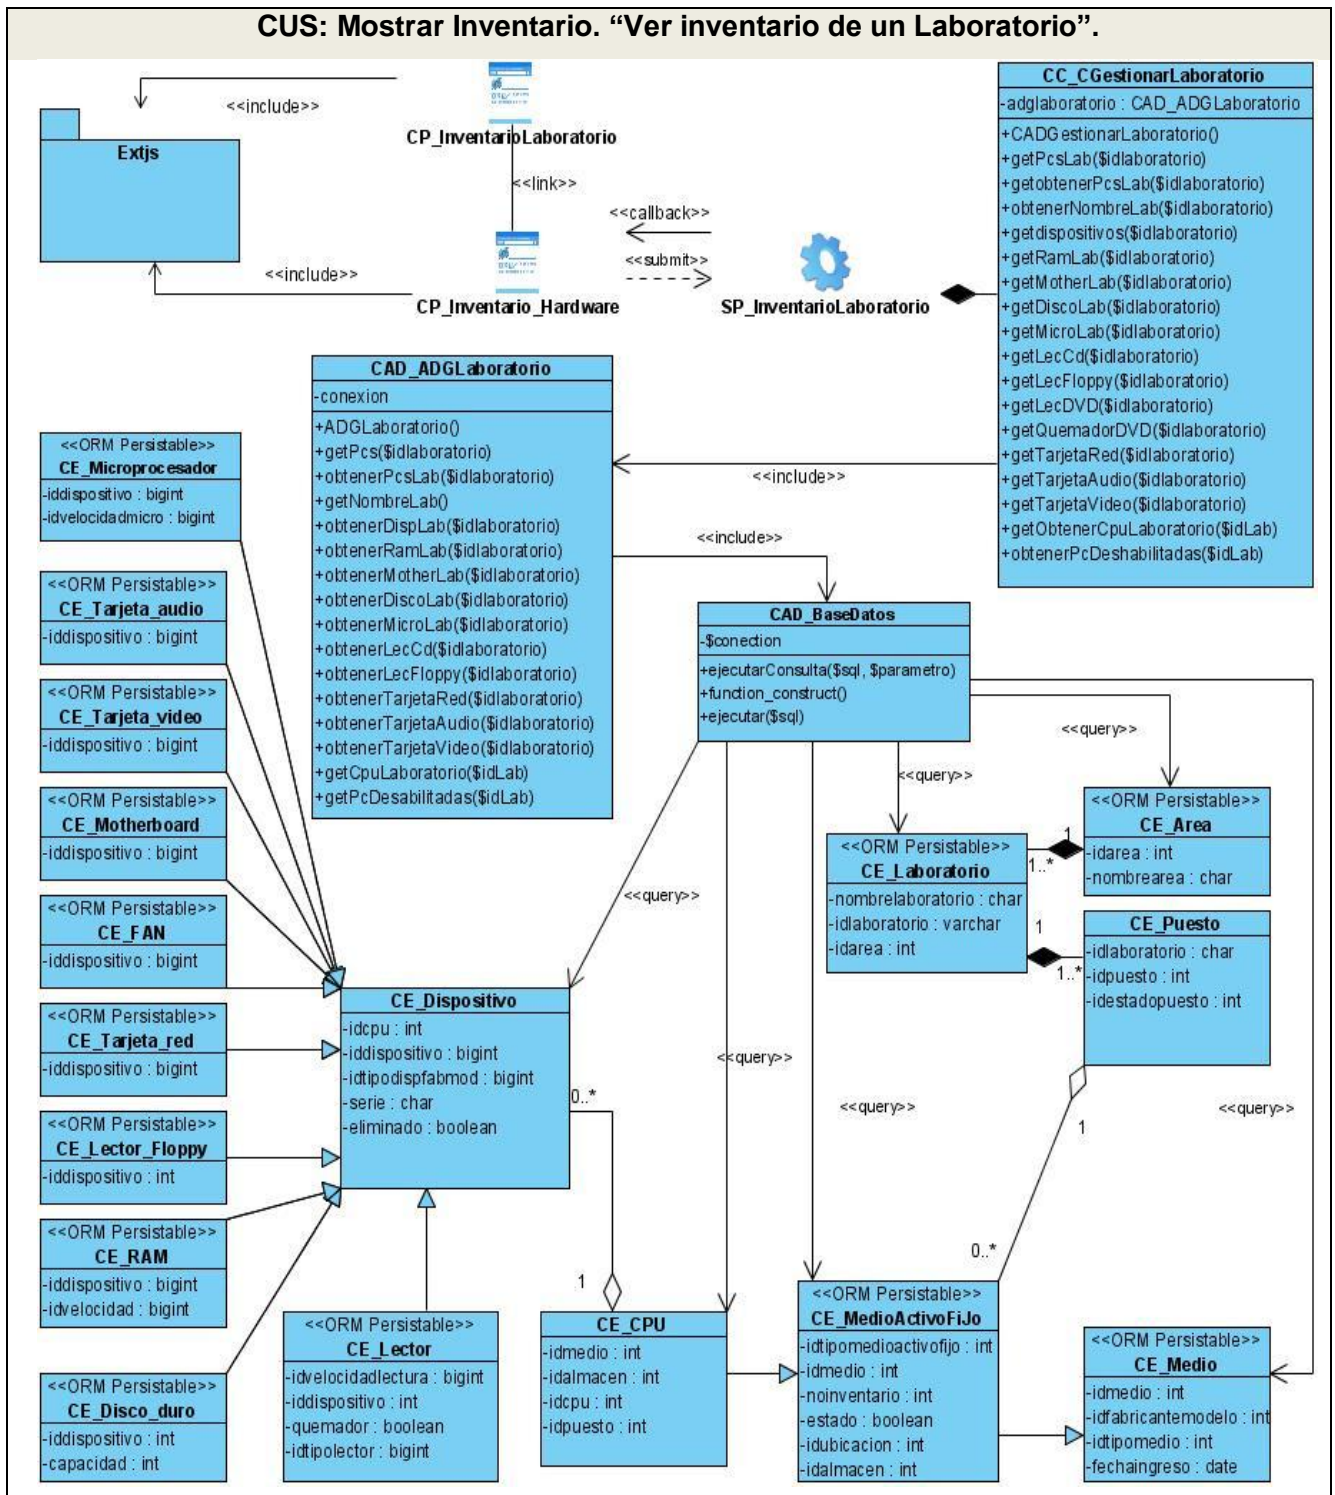 CUS: Mostrar Inventario. “Ver inventario de un Laboratorio”.
<<include>>
CP_InventarioLaboratorio
Extjs
<<link>>
<<callback>>
<<submit>>
<<include>>
CP_Inventario_Hardware
SP_InventarioLaboratorio
CC_CGestionarLaboratorio
-adglaboratorio : CAD_ADGLaboratorio
+CADGestionarLaboratorio()
+getPcsLab($idlaboratorio)
+getobtenerPcsLab($idlaboratorio)
+obtenerNombreLab($idlaboratorio)
+getdispositivos($idlaboratorio)
+getRamLab($idlaboratorio)
+getMotherLab($idlaboratorio)
+getDiscoLab($idlaboratorio)
+getMicroLab($idlaboratorio)
+getLecCd($idlaboratorio)
+getLecFloppy($idlaboratorio)
+getLecDVD($idlaboratorio)
+getQuemadorDVD($idlaboratorio)
+getTarjetaRed($idlaboratorio)
+getTarjetaAudio($idlaboratorio)
+getTarjetaVideo($idlaboratorio)
+getObtenerCpuLaboratorio($idLab)
+obtenerPcDeshabilitadas($idLab)
CAD_ADGLaboratorio
-conexion
+ADGLaboratorio()
+getPcs($idlaboratorio)
+obtenerPcsLab($idlaboratorio)
+getNombreLab()
+obtenerDispLab($idlaboratorio)
+obtenerRamLab($idlaboratorio)
+obtenerMotherLab($idlaboratorio)
+obtenerDiscoLab($idlaboratorio)
+obtenerMicroLab($idlaboratorio)
+obtenerLecCd($idlaboratorio)
+obtenerLecFloppy($idlaboratorio)
+obtenerTarjetaRed($idlaboratorio)
+obtenerTarjetaAudio($idlaboratorio)
+obtenerTarjetaVideo($idlaboratorio)
+getCpuLaboratorio($idLab)
+getPcDesabilitadas($idLab)
<<include>>
<<include>>
CAD_BaseDatos
-$conection
+ejecutarConsulta($sql, $parametro)
+function_construct()
+ejecutar($sql)
<<query>>
<<query>>
<<query>>
<<query>>
<<query>>
<<query>>
<<ORM Persistable>>
CE_Microprocesador
-iddispositivo : bigint
-idvelocidadmicro : bigint
<<ORM Persistable>>
CE_Tarjeta_audio
-iddispositivo : bigint
<<ORM Persistable>>
CE_Tarjeta_video
-iddispositivo : bigint
<<ORM Persistable>>
CE_Motherboard
-iddispositivo : bigint
<<ORM Persistable>>
CE_FAN
-iddispositivo : bigint
<<ORM Persistable>>
CE_Tarjeta_red
-iddispositivo : bigint
<<ORM Persistable>>
CE_Lector_Floppy
-iddispositivo : int
<<ORM Persistable>>
CE_RAM
-iddispositivo : bigint
-idvelocidad : bigint
<<ORM Persistable>>
CE_Disco_duro
-iddispositivo : int
-capacidad : int
CE_Dispositivo
-idcpu : int
-iddispositivo : bigint
-idtipodispfabmod : bigint
-serie : char
-eliminado : boolean
0..*
1
<<ORM Persistable>>
CE_Lector
-idvelocidadlectura : bigint
-iddispositivo : int
-quemador : boolean
-idtipolector : bigint
CE_CPU
-idmedio : int
-idalmacen : int
-idcpu : int
-idpuesto : int
<<ORM Persistable>>
CE_Laboratorio
-nombrelaboratorio : char
-idlaboratorio : varchar
-idarea : int
1
1..*
<<ORM Persistable>>
CE_Area
-idarea : int
-nombrearea : char
1
1..*
CE_Puesto
-idlaboratorio : char
-idpuesto : int
-idestadopuesto : int
1
0..*
<<ORM Persistable>>
CE_MedioActivoFiJo
-idtipomedioactivofijo : int
-idmedio : int
-noinventario : int
-estado : boolean
-idubicacion : int
-idalmacen : int
<<ORM Persistable>>
CE_Medio
-idmedio : int
-idfabricantemodelo : int
-idtipomedio : int
-fechaingreso : date